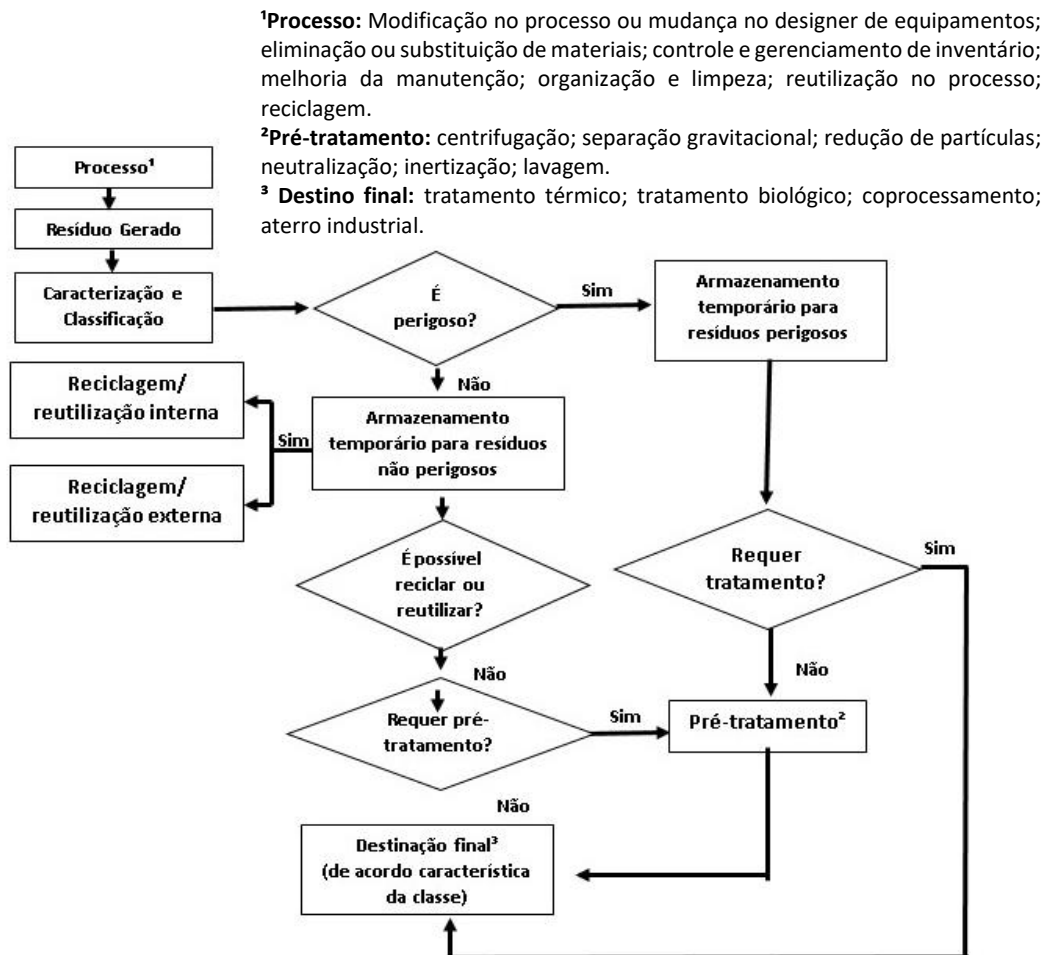 ¹Processo: Modificação no processo ou mudança no designer de equipamentos;
eliminação ou substituição de materiais; controle e gerenciamento de inventário;
melhoria da manutenção; organização e limpeza; reutilização no processo;
reciclagem.
²Pré-tratamento: centrifugação; separação gravitacional; redução de partículas;
neutralização; inertização; lavagem.
³ Destino final: tratamento térmico; tratamento biológico; coprocessamento;
aterro industrial.
Processo¹
Resíduo Gerado
Caracterização e
Classificação
É
perigoso?
Sim
Armazenamento
temporário para
resíduos perigosos
Não
Reciclagem/
reutilização interna
Sim
Armazenamento
temporário para resíduos
não perigosos
Reciclagem/
reutilização externa
É possível
reciclar ou
reutilizar?
Requer
tratamento?
Sim
Não
Não
Requer pré-
tratamento?
Sim
Pré-tratamento²
Não
Destinação final³
(de acordo característica
da classe)